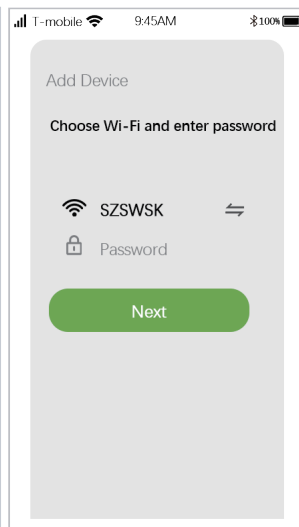 T-mobile 9:45AM 100%
Add Device
Choose Wi-Fi and enter password
SZSWSK
Password
Next